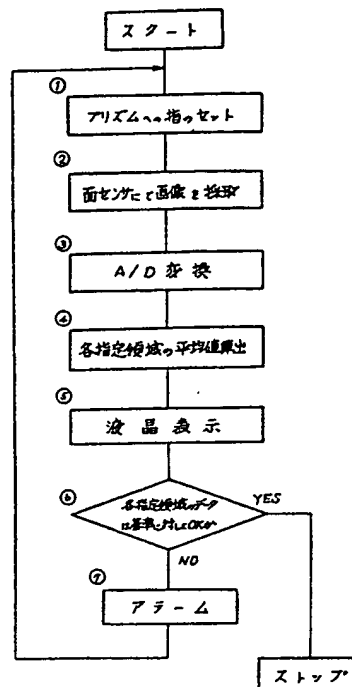 スタート
①
プリズムへの指のセット
②
面センサにて画像を採取
③
A/D変換
④
各指定領域の平均値算出
⑤
液晶表示
⑥
各指定領域のデータ
は基準に対してOKか
YES
NO
⑦
アラーム
ストップ